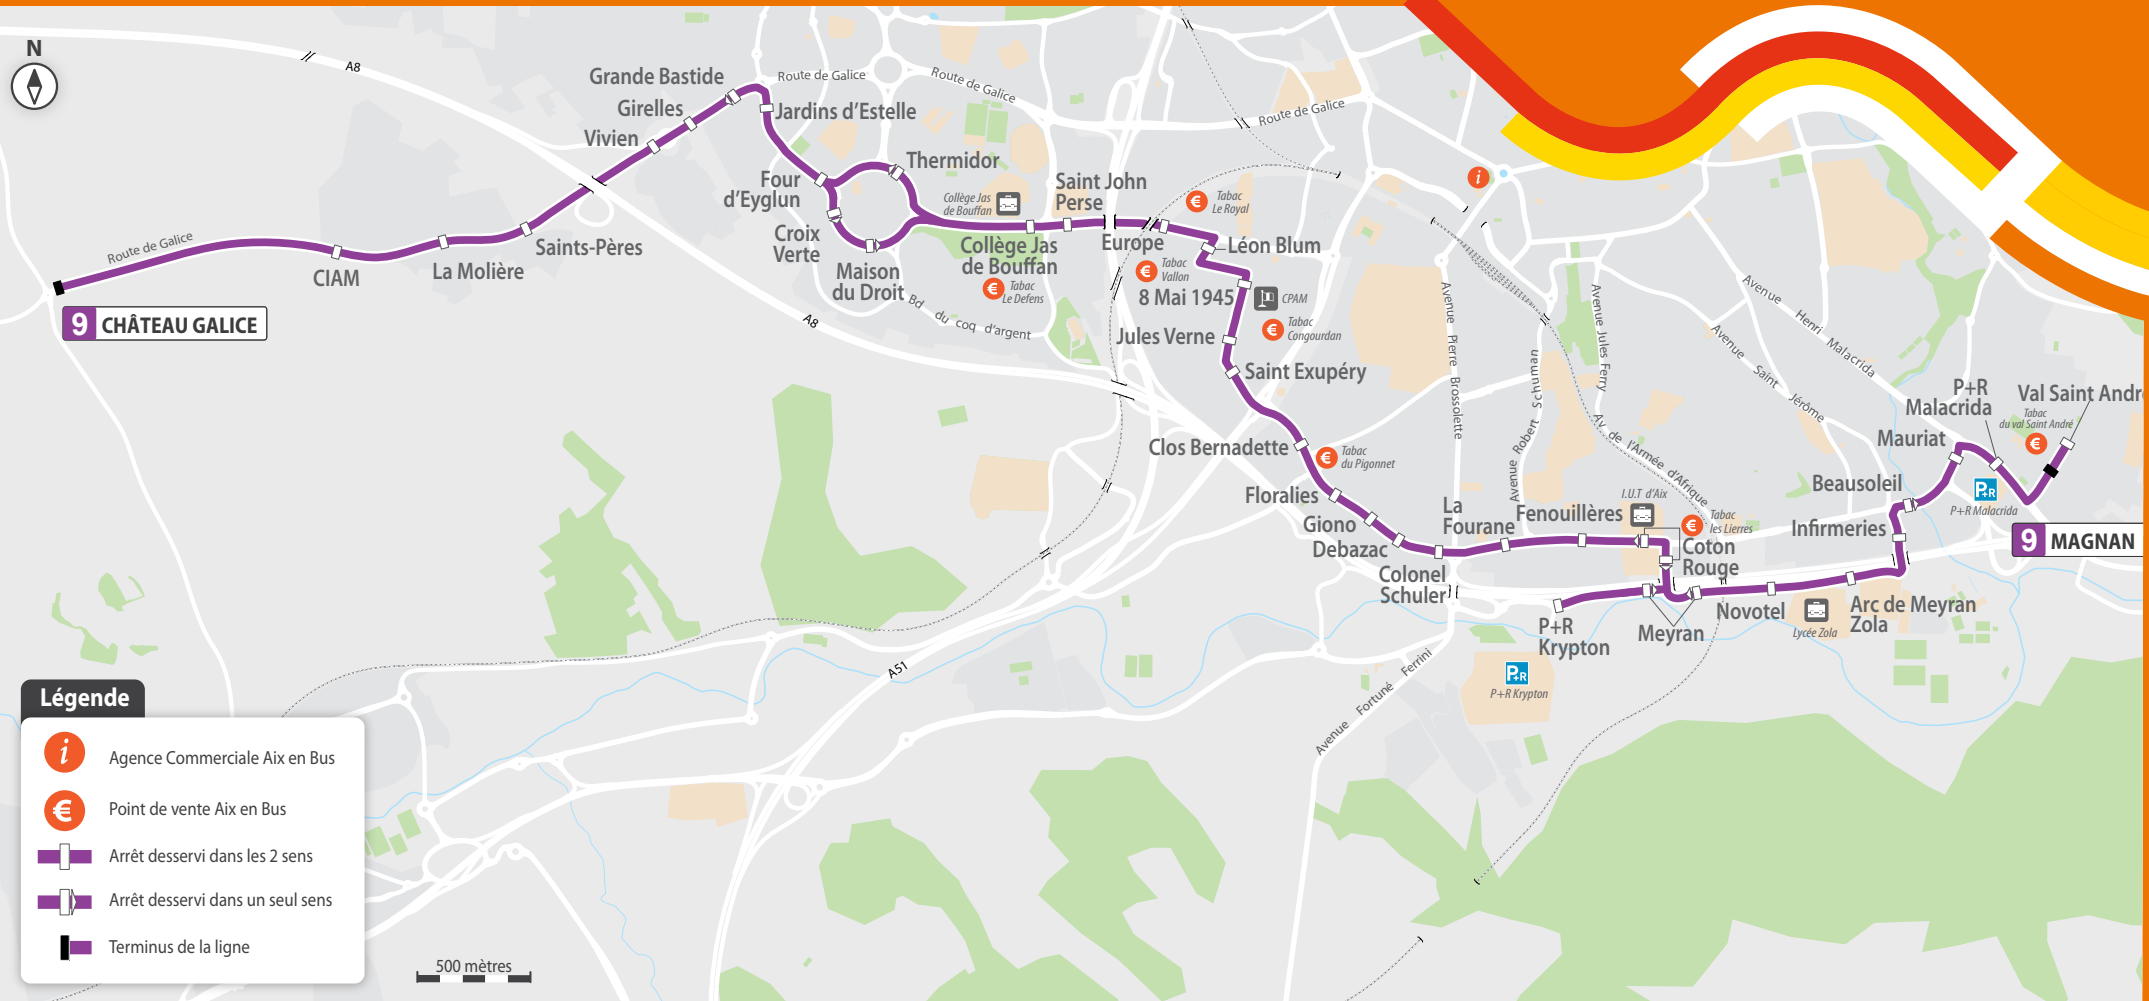 N
A8
Route de Galice
Grande Bastide
Girelles
Vivien
Jardins d'Estelle
Route de Galice
Route de Galice
Route de Galice
Thermidor
Four
d'Eyglun
Croix
Verte
Maison
du Droit
Collège Jas
de Bouffan
Saint John
Perse
Collège Jas
de Bouffan
€
Tabac
Le Defens
Bd du coq d'argent
A8
Europe
€
Tabac
Le Royal
i
Léon Blum
€
Tabac
Vallon
8 Mai 1945
CPAM
€
Tabac
Congourdan
Jules Verne
Saint Exupéry
CIAM
La Molière
Saints-Pères
9 CHÂTEAU GALICE
Clos Bernadette
€
Tabac
du Pigonnet
Floralies
Giono
Debazac
Colonel
Schuler
La
Fourane
Fenouillères
I.U.T d'Aix
€
Tabac
les Lierres
Coton
Rouge
Avenue Pierre Brossolette
Avenue Robert Schuman
Avenue Jules Ferry
Av. de l'Armée d'Afrique
Avenue Henri Malacrida
Avenue Saint Jérôme
P+R
Malacrida
Val Saint Andr
Tabac
du val Saint André
€
Mauriat
Beausoleil
Infirmeries
P+R
P+R Malacrida
9 MAGNAN
P+R
Krypton
Meyran
Novotel
Lycée Zola
Arc de Meyran
Zola
P+R
P+R Krypton
Avenue Fortuné Ferrini
A51
Légende
i
Agence Commerciale Aix en Bus
€
Point de vente Aix en Bus
Arrêt desservi dans les 2 sens
Arrêt desservi dans un seul sens
Terminus de la ligne
500 mètres